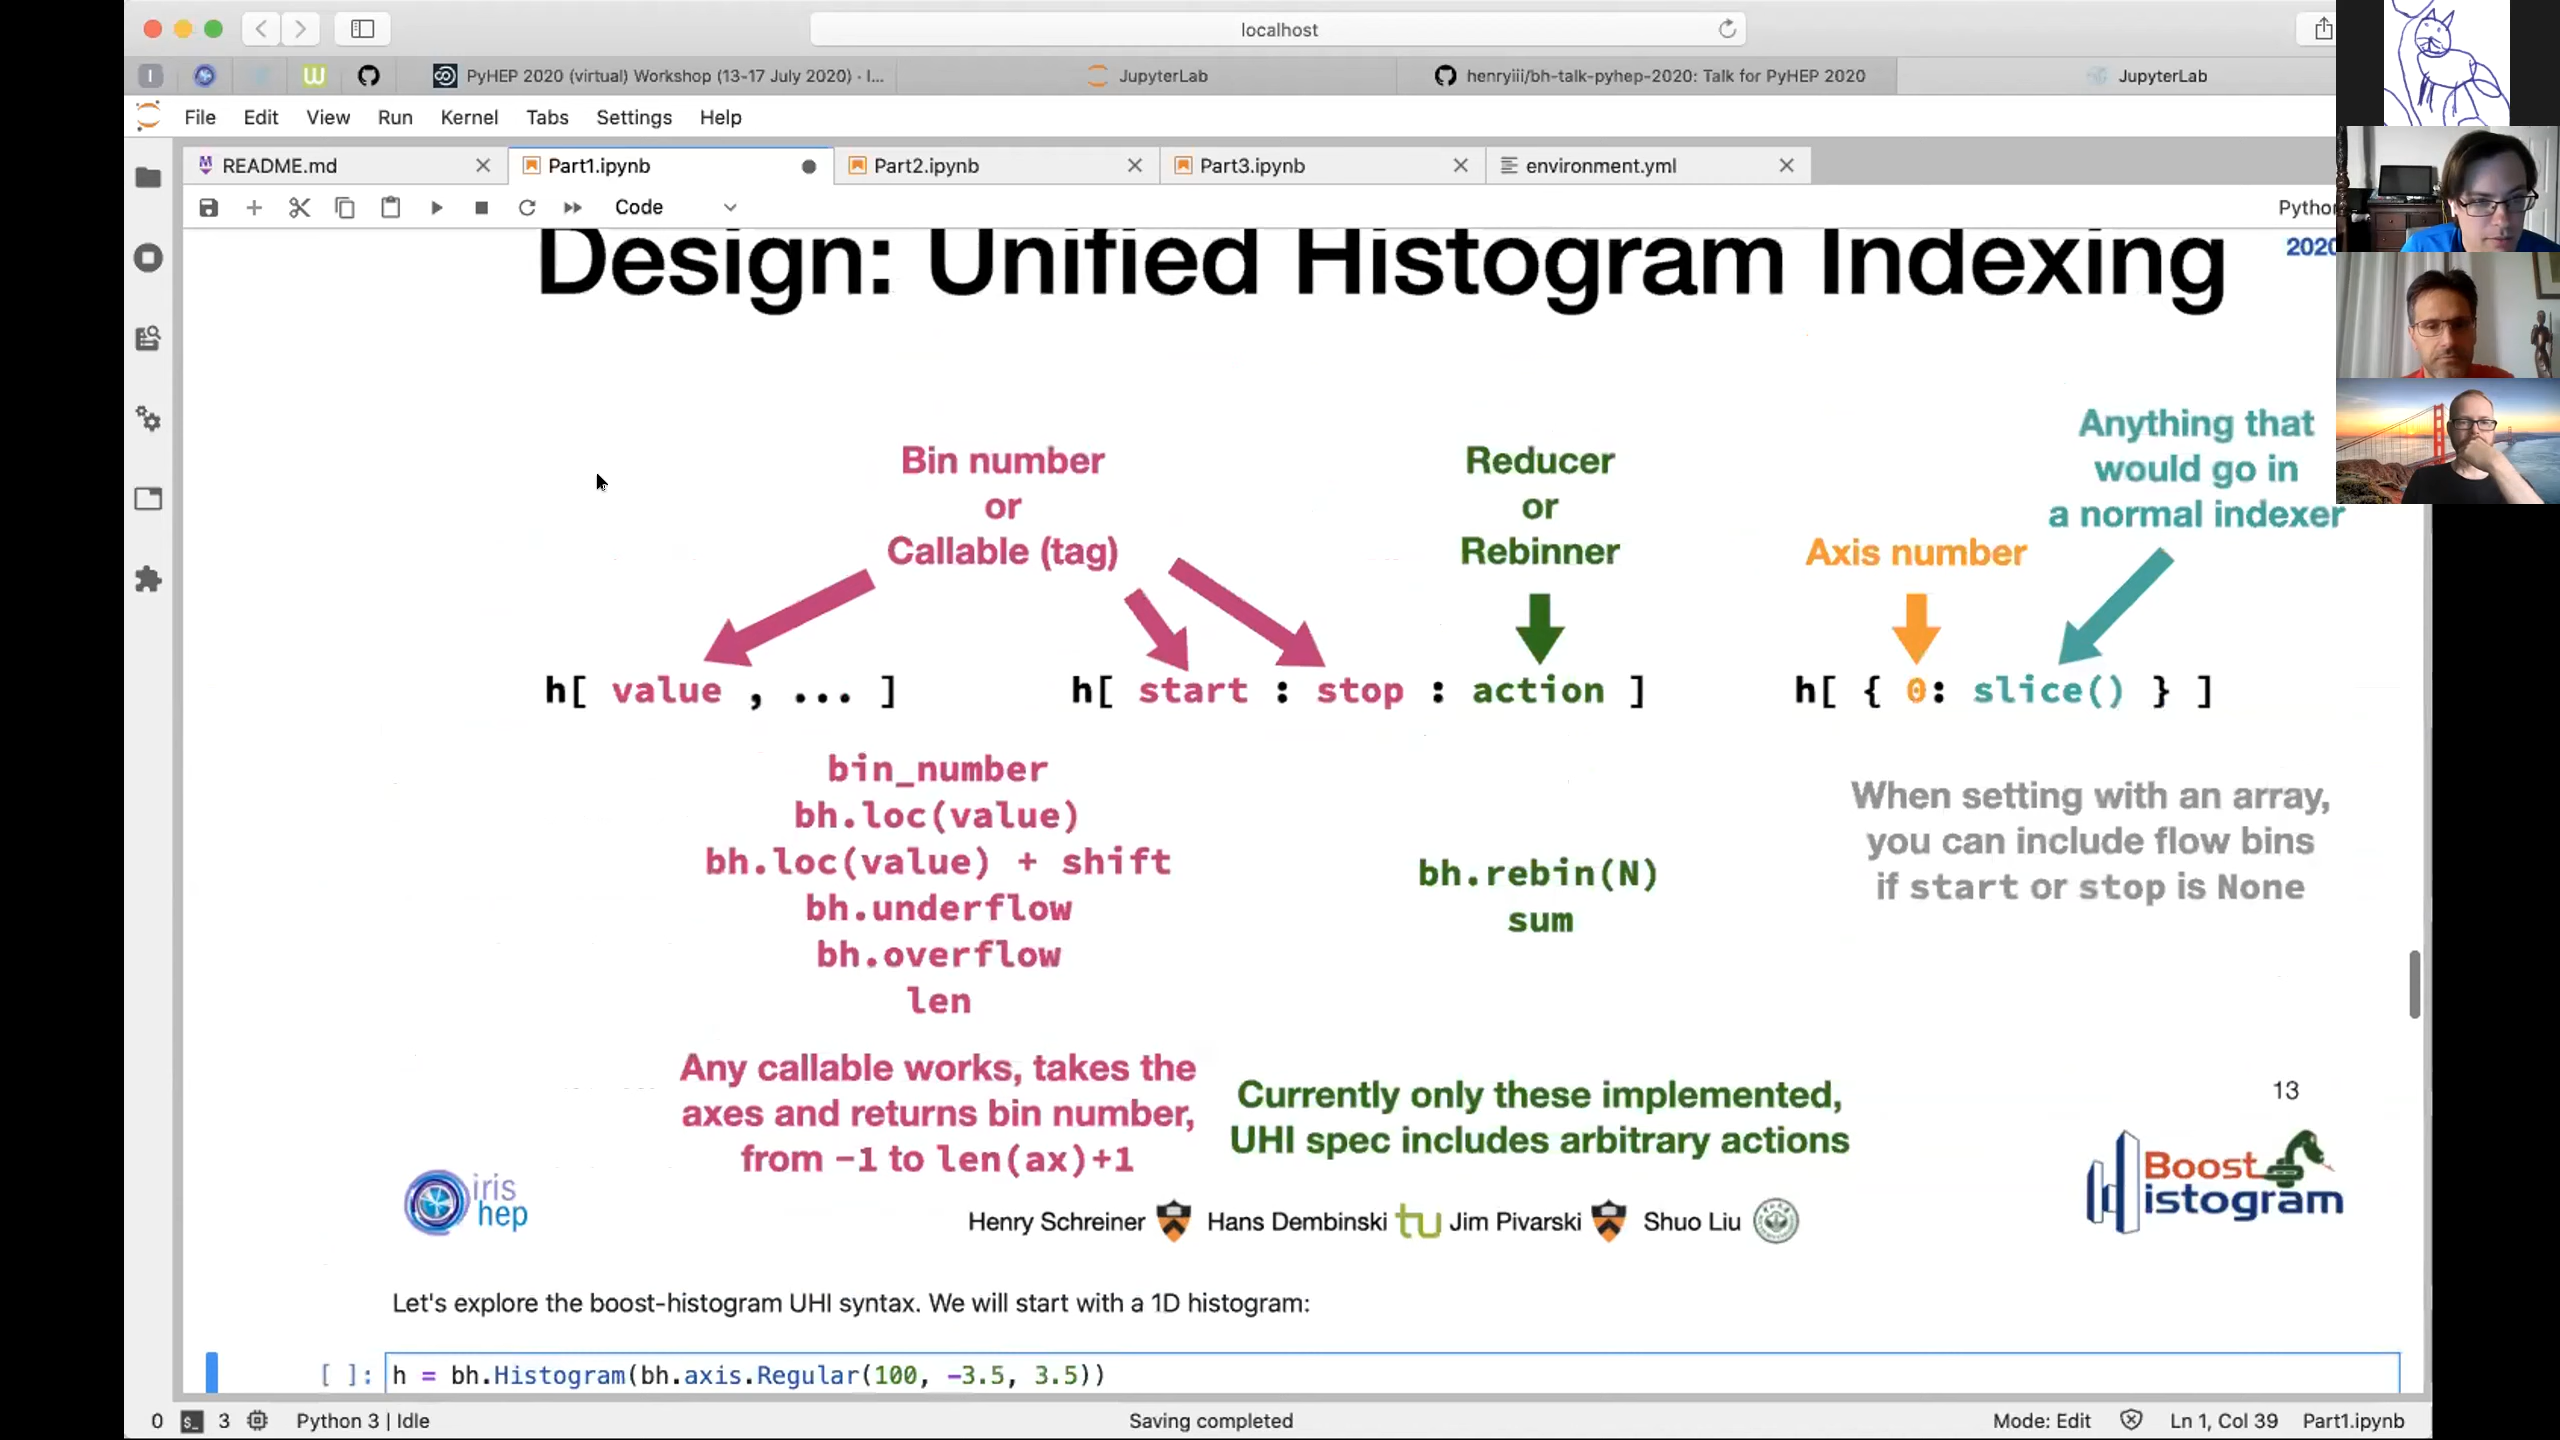 localhost
PyHEP 2020 (virtual) Workshop (13-17 July 2020) · I...
JupyterLab
henryiii/bh-talk-pyhep-2020: Talk for PyHEP 2020
JupyterLab
File Edit View Run Kernel Tabs Settings Help
README.md
Part1.ipynb
Part2.ipynb
Part3.ipynb
environment.yml
Code
Design: Unified Histogram Indexing
2020
Bin number
or
Callable (tag)
Reducer
or
Rebinner
Axis number
Anything that
would go in
a normal indexer
h[ value , ... ]
h[ start : stop : action ]
h[ { 0: slice() } ]
bin_number
bh.loc(value)
bh.loc(value) + shift
bh.underflow
bh.overflow
len
bh.rebin(N)
sum
When setting with an array,
you can include flow bins
if start or stop is None
Any callable works, takes the
axes and returns bin number,
from -1 to len(ax)+1
Currently only these implemented,
UHI spec includes arbitrary actions
13
iris
hep
Henry Schreiner Hans Dembinski tu Jim Pivarski Shuo Liu
Boost
Histogram
Let's explore the boost-histogram UHI syntax. We will start with a 1D histogram:
[ ]: h = bh.Histogram(bh.axis.Regular(100, -3.5, 3.5))
0 3 Python 3 | Idle
Saving completed
Mode: Edit Ln 1, Col 39 Part1.ipynb